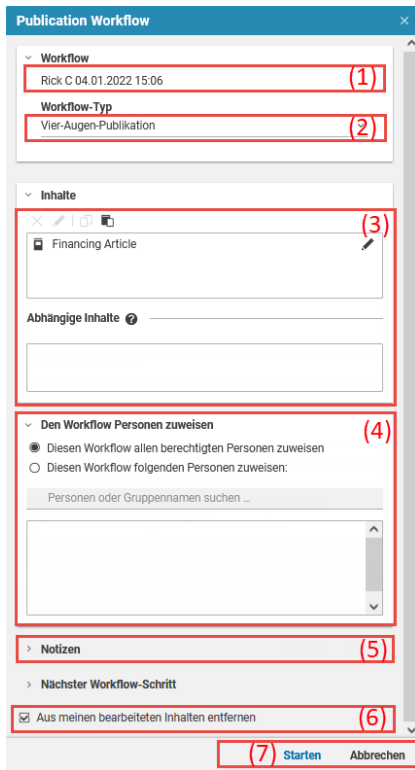 Publication Workflow
Workflow
Rick C 04.01.2022 15:06 (1)
Workflow-Typ
Vier-Augen-Publikation (2)
Inhalte
(3)
Financing Article
Abhängige Inhalte ?
Den Workflow Personen zuweisen (4)
Diesen Workflow allen berechtigten Personen zuweisen
Diesen Workflow folgenden Personen zuweisen:
Personen oder Gruppennamen suchen ...
Notizen (5)
Nächster Workflow-Schritt
Aus meinen bearbeiteten Inhalten entfernen (6)
(7) Starten Abbrechen